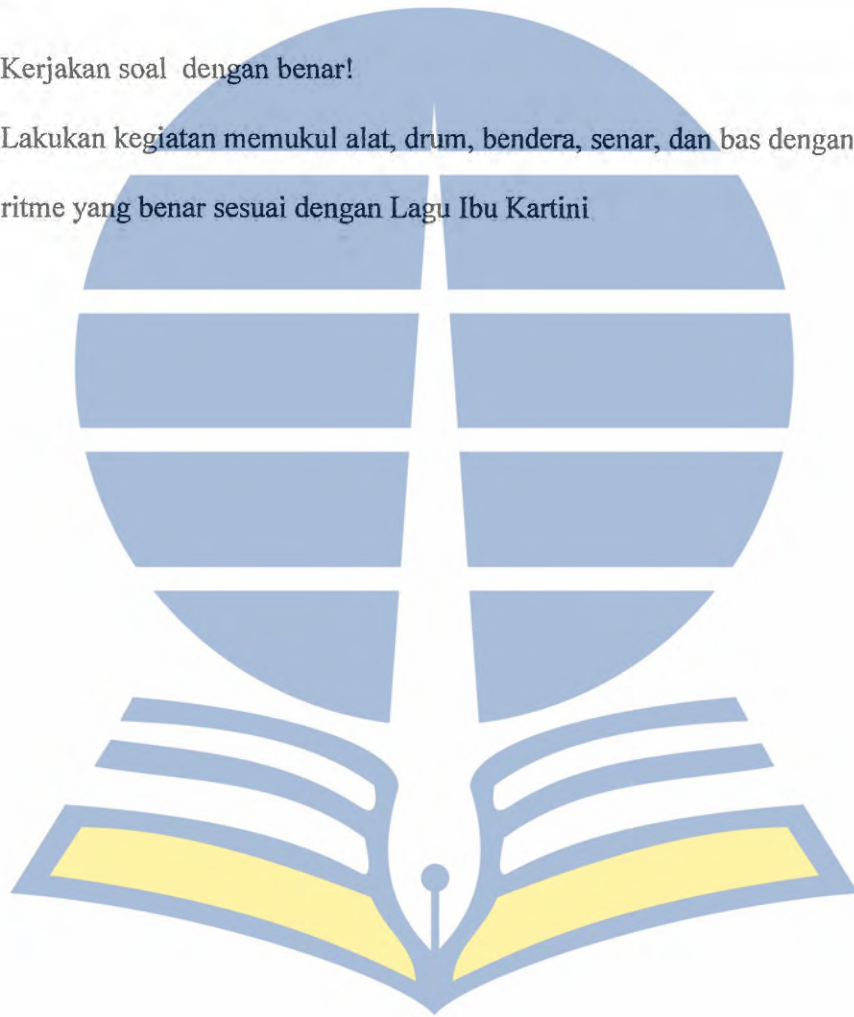 Kerjakan soal  dengan benar!
Lakukan kegiatan memukul alat, drum, bendera, senar, dan bas dengan
ritme yang benar sesuai dengan Lagu Ibu Kartini